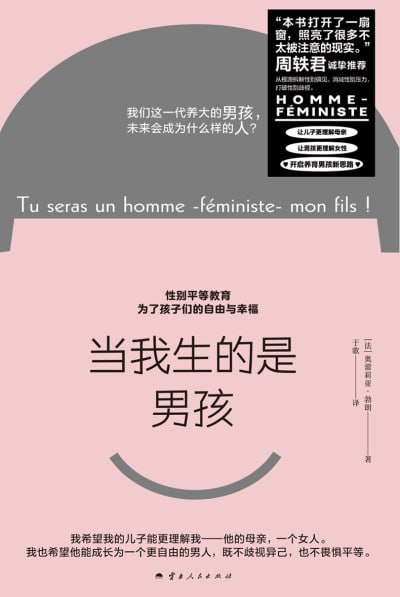 “本书打开了一扇
窗，照亮了很多不
太被注意的现实。”
周轶君 诚挚推荐
从根源拆解性别偏见，消减性别压力，
打破性别歧视。
HOMME-
FÉMINISTE
让儿子更理解母亲
让男孩更理解女性
开启养育男孩新思路
我们这一代养大的男孩，
未来会成为什么样的人？
Tu seras un homme -féministe- mon fils !
性别平等教育
为了孩子们的自由与幸福
当我生的是
男孩
[法] 奥雷莉亚·勃朗 著
于歌 译
我希望我的儿子能更理解我——他的母亲，一个女人。
我也希望他能成长为一个更自由的男人，既不歧视异己，也不畏惧平等。
云南人民出版社